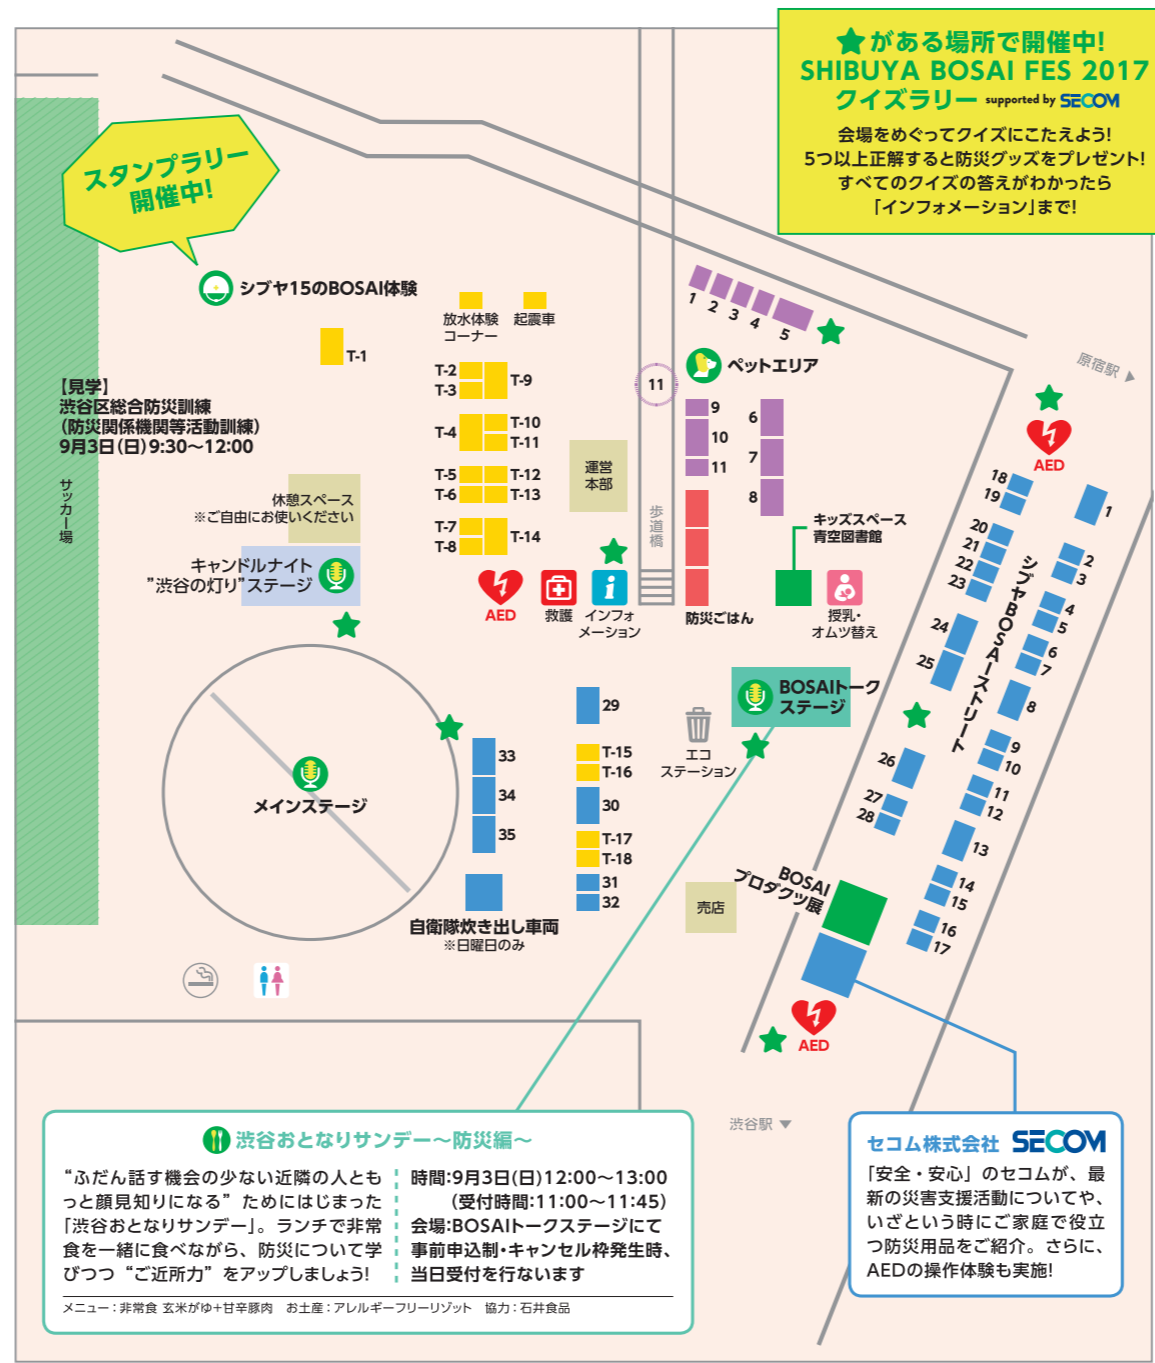 ★がある場所で開催中!
SHIBUYA BOSAI FES 2017
クイズラリー supported by SECOM
会場をめぐってクイズにこたえよう!
5つ以上正解すると防災グッズをプレゼント!
すべてのクイズの答えがわかったら
「インフォメーション」まで!
スタンプラリー
開催中!
シブヤ15のBOSAI体験
放水体験
コーナー
起震車
T-1
T-2
T-3
T-9
T-4
T-10
T-11
T-5
T-12
T-6
T-13
T-7
T-8
T-14
【見学】
渋谷区総合防災訓練
(防災関係機関等活動訓練)
9月3日(日)9:30〜12:00
サッカー場
休憩スペース
※ご自由にお使いください
キャンドルナイト
”渋谷の灯り”ステージ
運営
本部
歩道橋
11
1
2
3
4
5
ペットエリア
9
10
11
6
7
8
キッズスペース
青空図書館
防災ごはん
授乳・
オムツ替え
AED
救護
インフォ
メーション
原宿駅
AED
18
19
20
21
22
23
24
25
26
27
28
シブヤBOSAIストリート
1
2
3
4
5
6
7
8
9
10
11
12
13
14
15
16
17
BOSAIトーク
ステージ
エコ
ステーション
29
T-15
T-16
30
T-17
T-18
31
32
33
34
35
メインステージ
自衛隊炊き出し車両
※日曜日のみ
売店
BOSAI
プロダクツ展
AED
渋谷駅
渋谷おとなりサンデー〜防災編〜
“ふだん話す機会の少ない近隣の人とも
っと顔見知りになる” ためにはじまった
「渋谷おとなりサンデー」。ランチで非常
食を一緒に食べながら、防災について学
びつつ “ご近所力” をアップしましょう!
時間:9月3日(日)12:00〜13:00
(受付時間:11:00〜11:45)
会場:BOSAIトークステージにて
事前申込制・キャンセル枠発生時、
当日受付を行ないます
メニュー:非常食 玄米がゆ+甘辛豚肉 お土産:アレルギーフリーリゾット 協力:石井食品
セコム株式会社 SECOM
「安全・安心」のセコムが、最
新の災害支援活動についてや、
いざという時にご家庭で役立
つ防災用品をご紹介。さらに、
AEDの操作体験も実施!